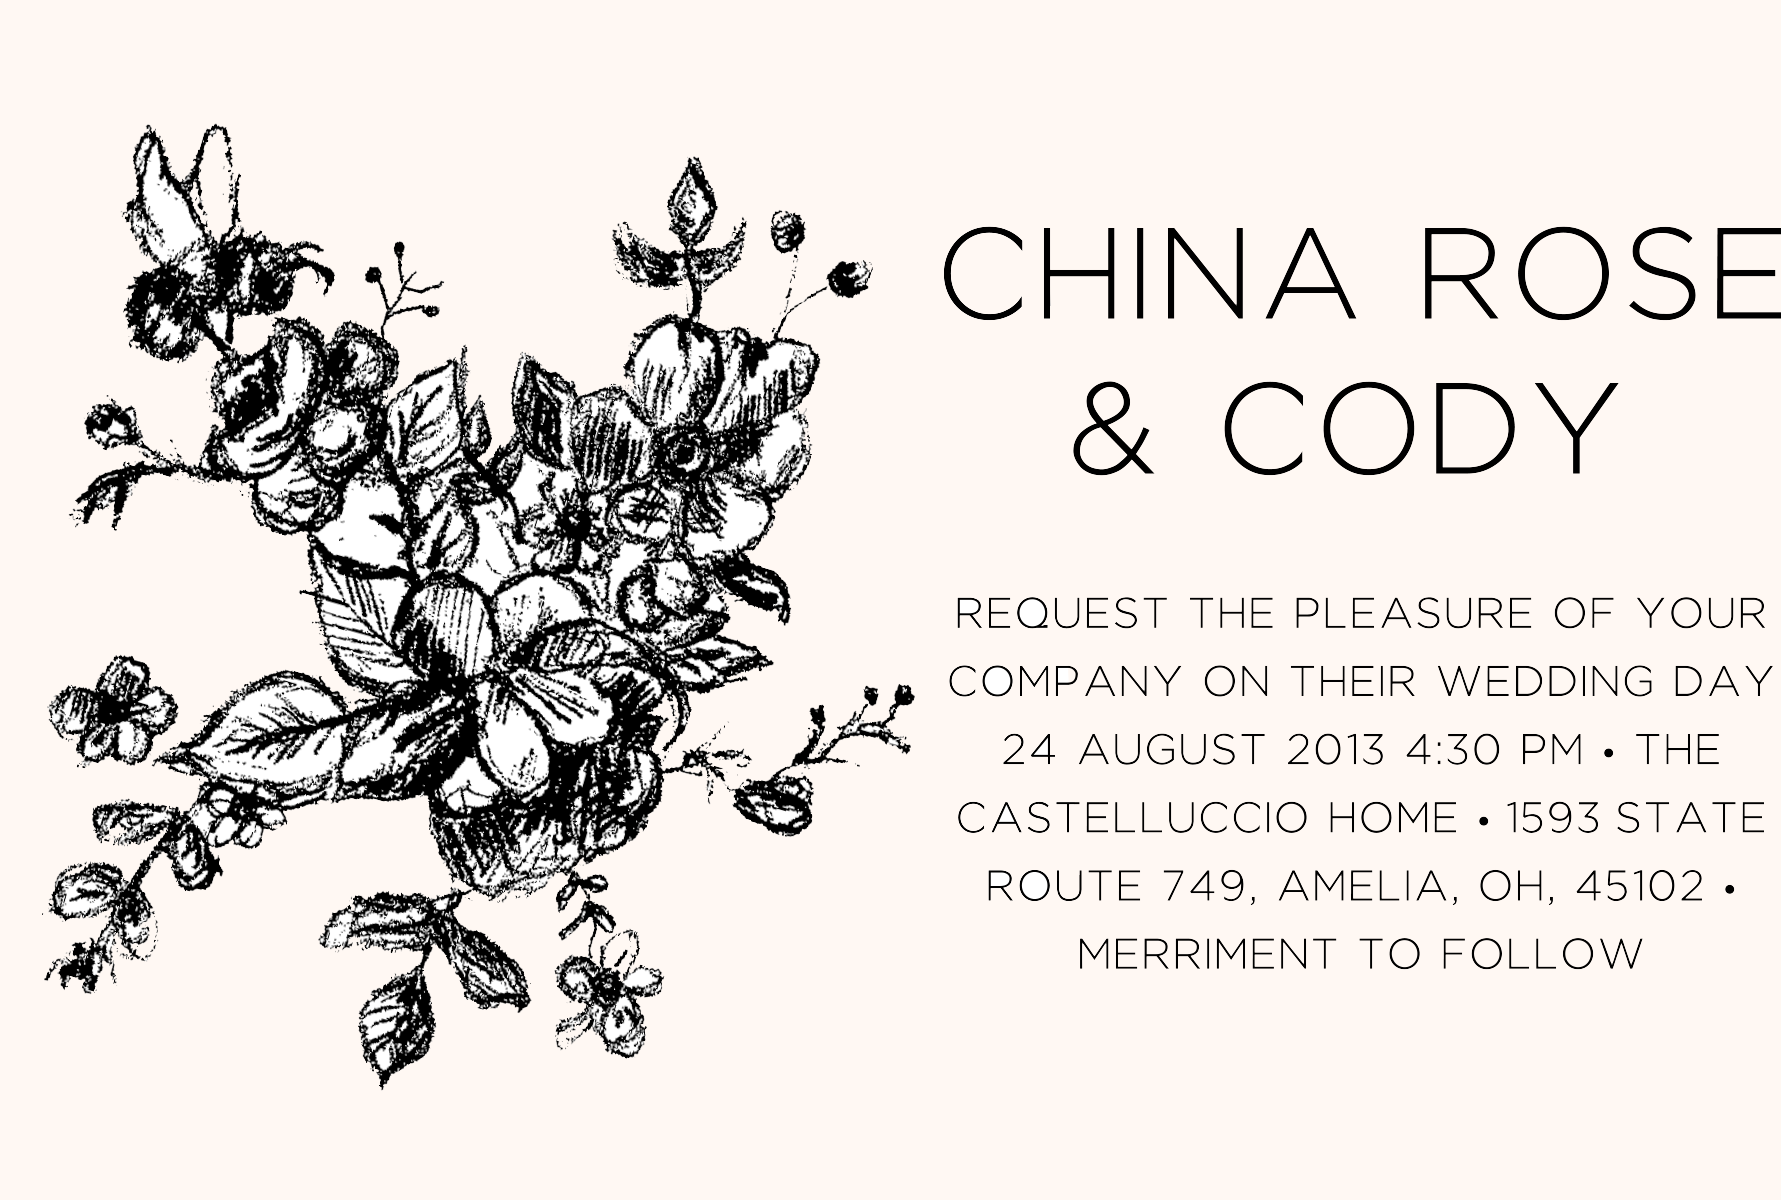 CHINA ROSE
& CODY
REQUEST THE PLEASURE OF YOUR
COMPANY ON THEIR WEDDING DAY
24 AUGUST 2013 4:30 PM • THE
CASTELLUCCIO HOME • 1593 STATE
ROUTE 749, AMELIA, OH, 45102 •
MERRIMENT TO FOLLOW